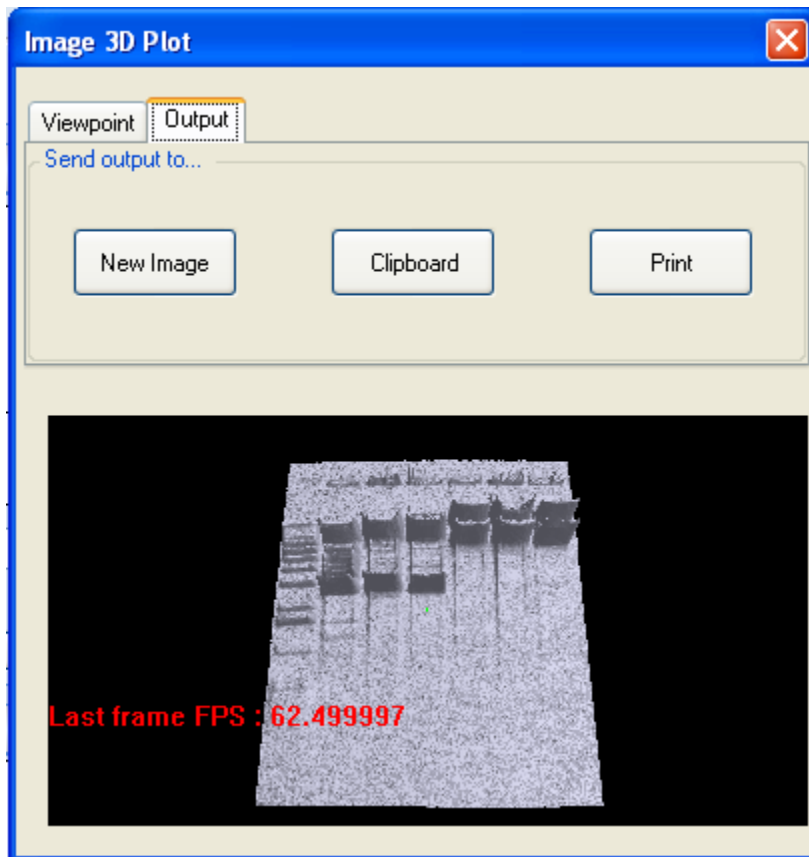 Image 3D Plot
Viewpoint Output
Send output to...
New Image Clipboard Print
Last frame FPS : 62.499997